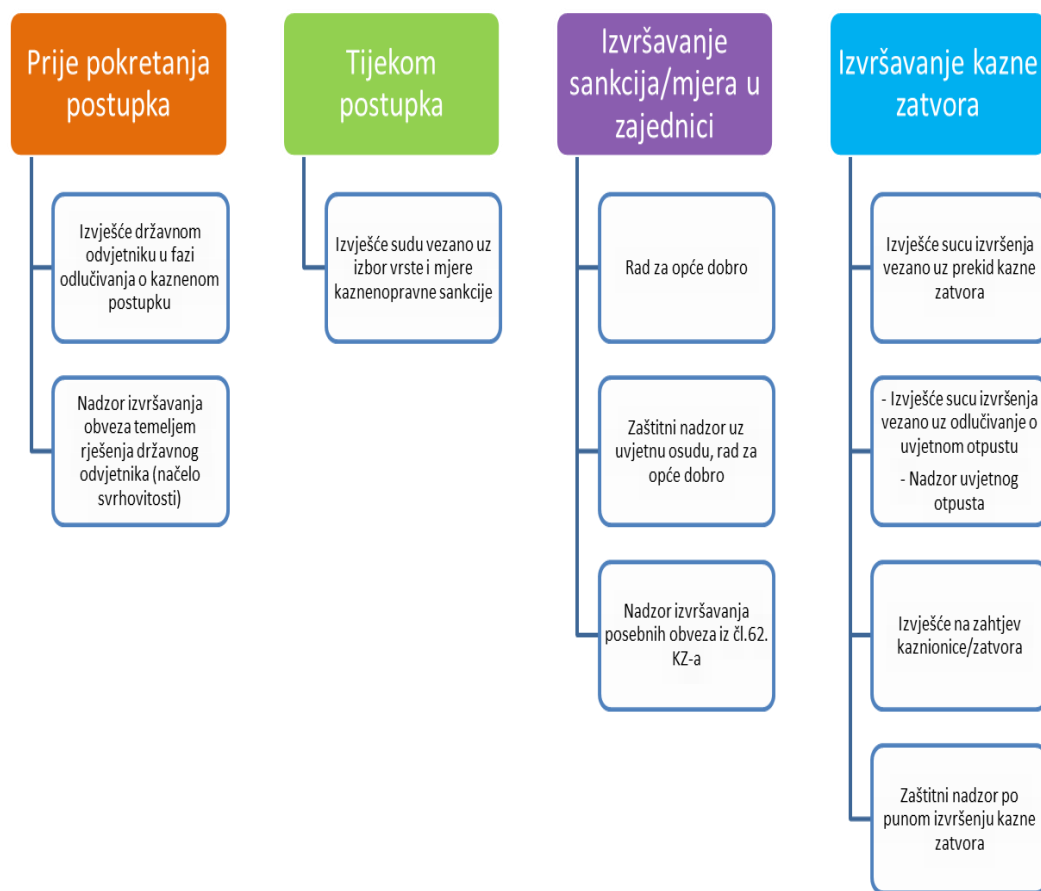 Prije pokretanja
postupka
Izvješće državnom
odvjetniku u fazi
odlučivanja o kaznenom
postupku
Nadzor izvršavanja
obveza temeljem
rješenja državnog
odvjetnika (načelo
svrhovitosti)
Tijekom
postupka
Izvješće sudu vezano uz
izbor vrste i mjere
kaznenopravne sankcije
Izvršavanje
sankcija/mjera u
zajednici
Rad za opće dobro
Zaštitni nadzor uz
uvjetnu osudu, rad za
opće dobro
Nadzor izvršavanja
posebnih obveza iz čl.62.
KZ-a
Izvršavanje kazne
zatvora
Izvješće sucu izvršenja
vezano uz prekid kazne
zatvora
- Izvješće sucu izvršenja
vezano uz odlučivanje o
uvjetnom otpustu
- Nadzor uvjetnog
otpusta
Izvješće na zahtjev
kaznionice/zatvora
Zaštitni nadzor po
punom izvršenju kazne
zatvora